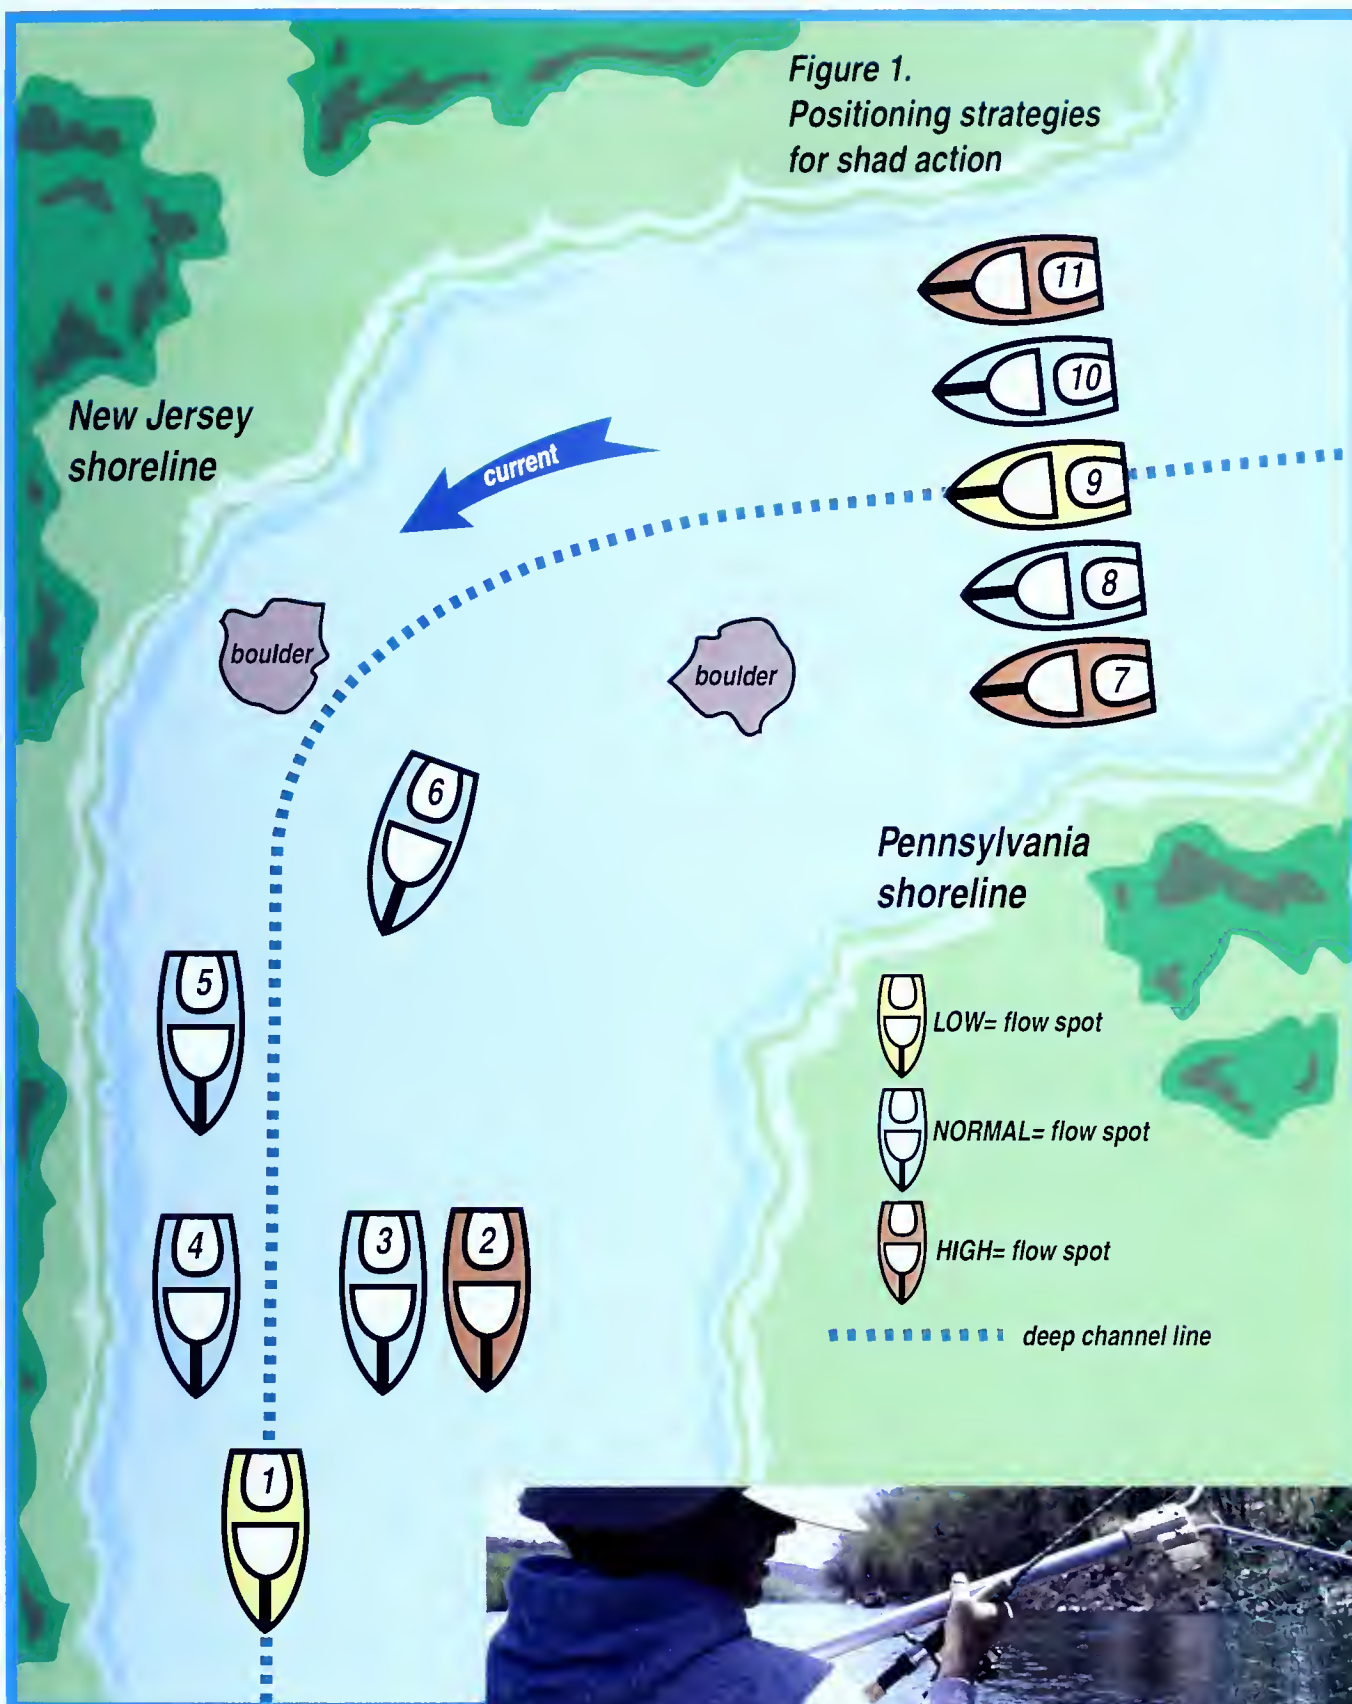 Figure 1.
Positioning strategies
for shad action
11
10
New Jersey
shoreline
current
9
8
boulder
boulder
7
6
Pennsylvania
shoreline
5
LOW= flow spot
NORMAL= flow spot
4
3
2
HIGH= flow spot
deep channel line
1